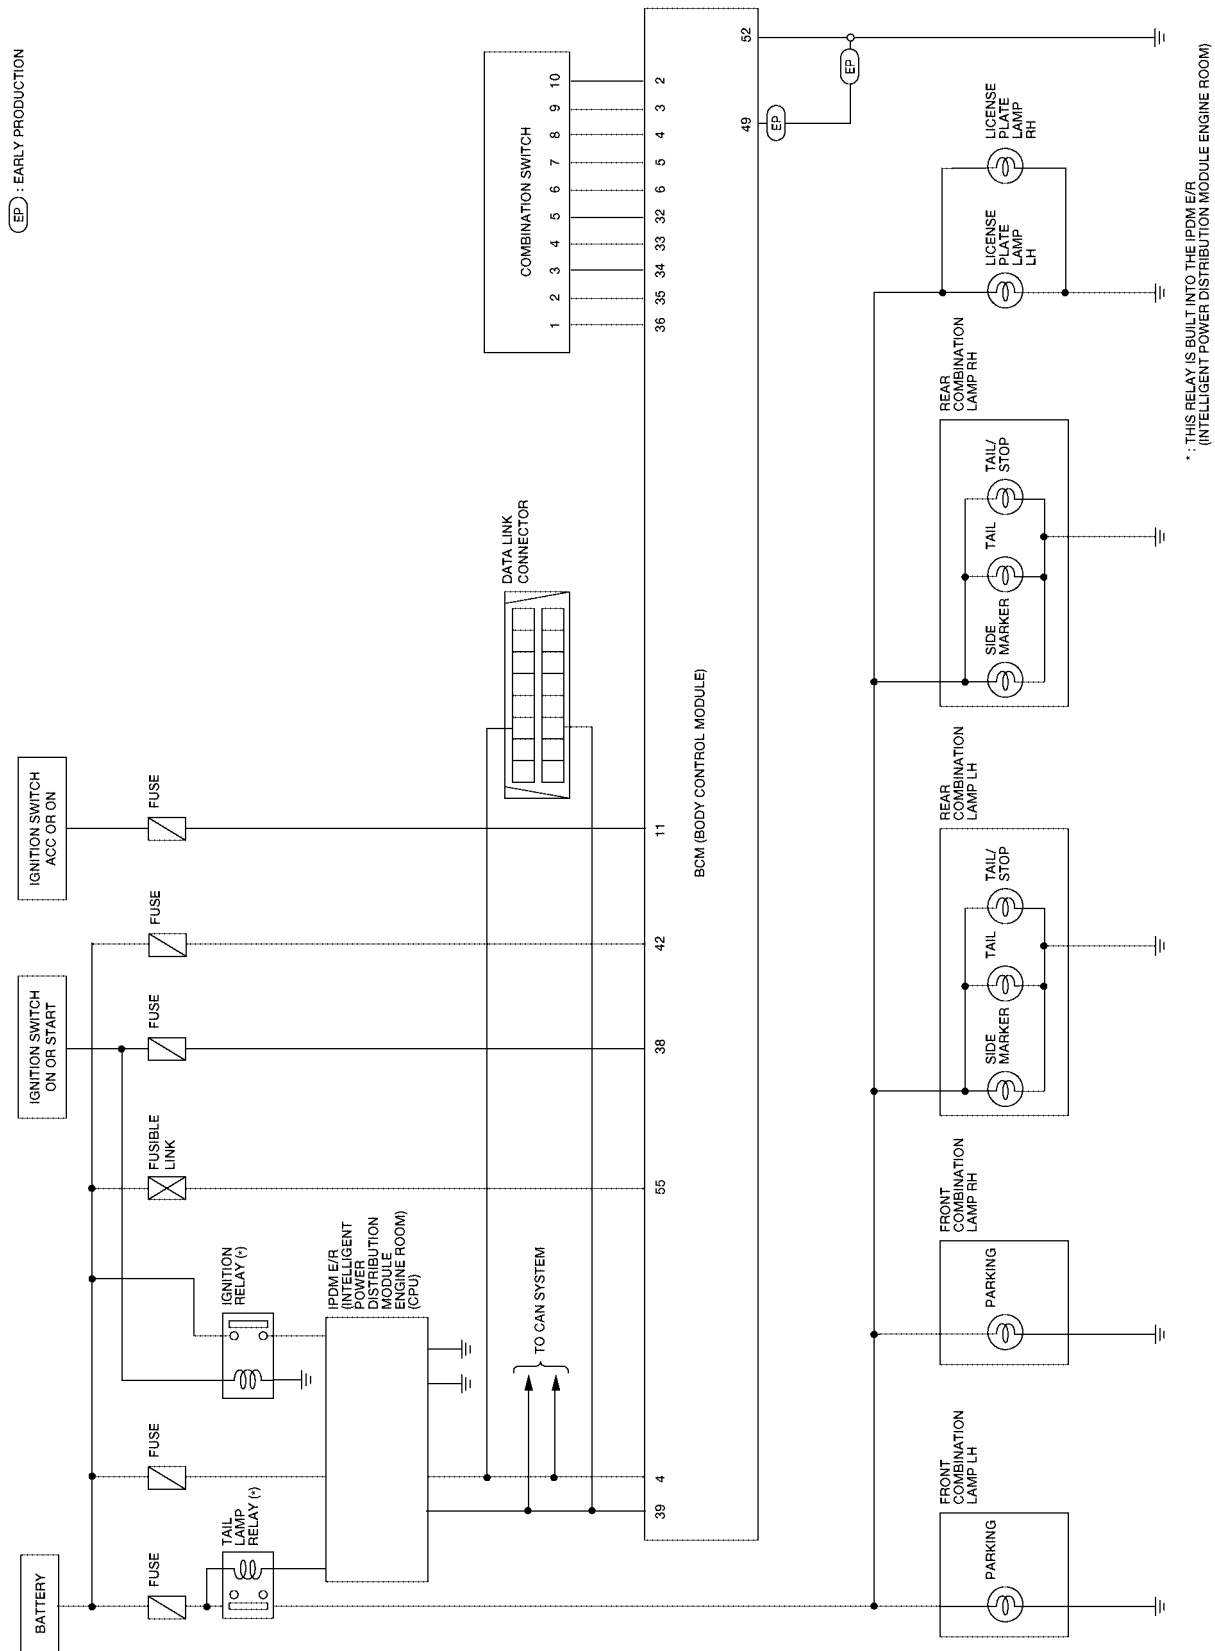 EP : EARLY PRODUCTION
BATTERY
IGNITION SWITCH
ON OR START
IGNITION SWITCH
ACC OR ON
FUSE
FUSE
FUSIBLE
LINK
FUSE
FUSE
FUSE
TAIL
LAMP
RELAY (*)
IGNITION
RELAY (*)
IPDM E/R
(INTELLIGENT
POWER
DISTRIBUTION
MODULE
ENGINE ROOM)
(CPU)
TO CAN SYSTEM
DATA LINK
CONNECTOR
COMBINATION SWITCH
1 2 3 4 5 6 7 8 9 10
39 4 55 38 42 11 36 35 34 33 32 6 5 4 3 2
BCM (BODY CONTROL MODULE)
49 52
EP
EP
FRONT
COMBINATION
LAMP LH
PARKING
FRONT
COMBINATION
LAMP RH
PARKING
REAR
COMBINATION
LAMP LH
SIDE
MARKER
TAIL
TAIL/
STOP
REAR
COMBINATION
LAMP RH
SIDE
MARKER
TAIL
TAIL/
STOP
LICENSE
PLATE
LAMP
LH
LICENSE
PLATE
LAMP
RH
* : THIS RELAY IS BUILT INTO THE IPDM E/R
(INTELLIGENT POWER DISTRIBUTION MODULE ENGINE ROOM)